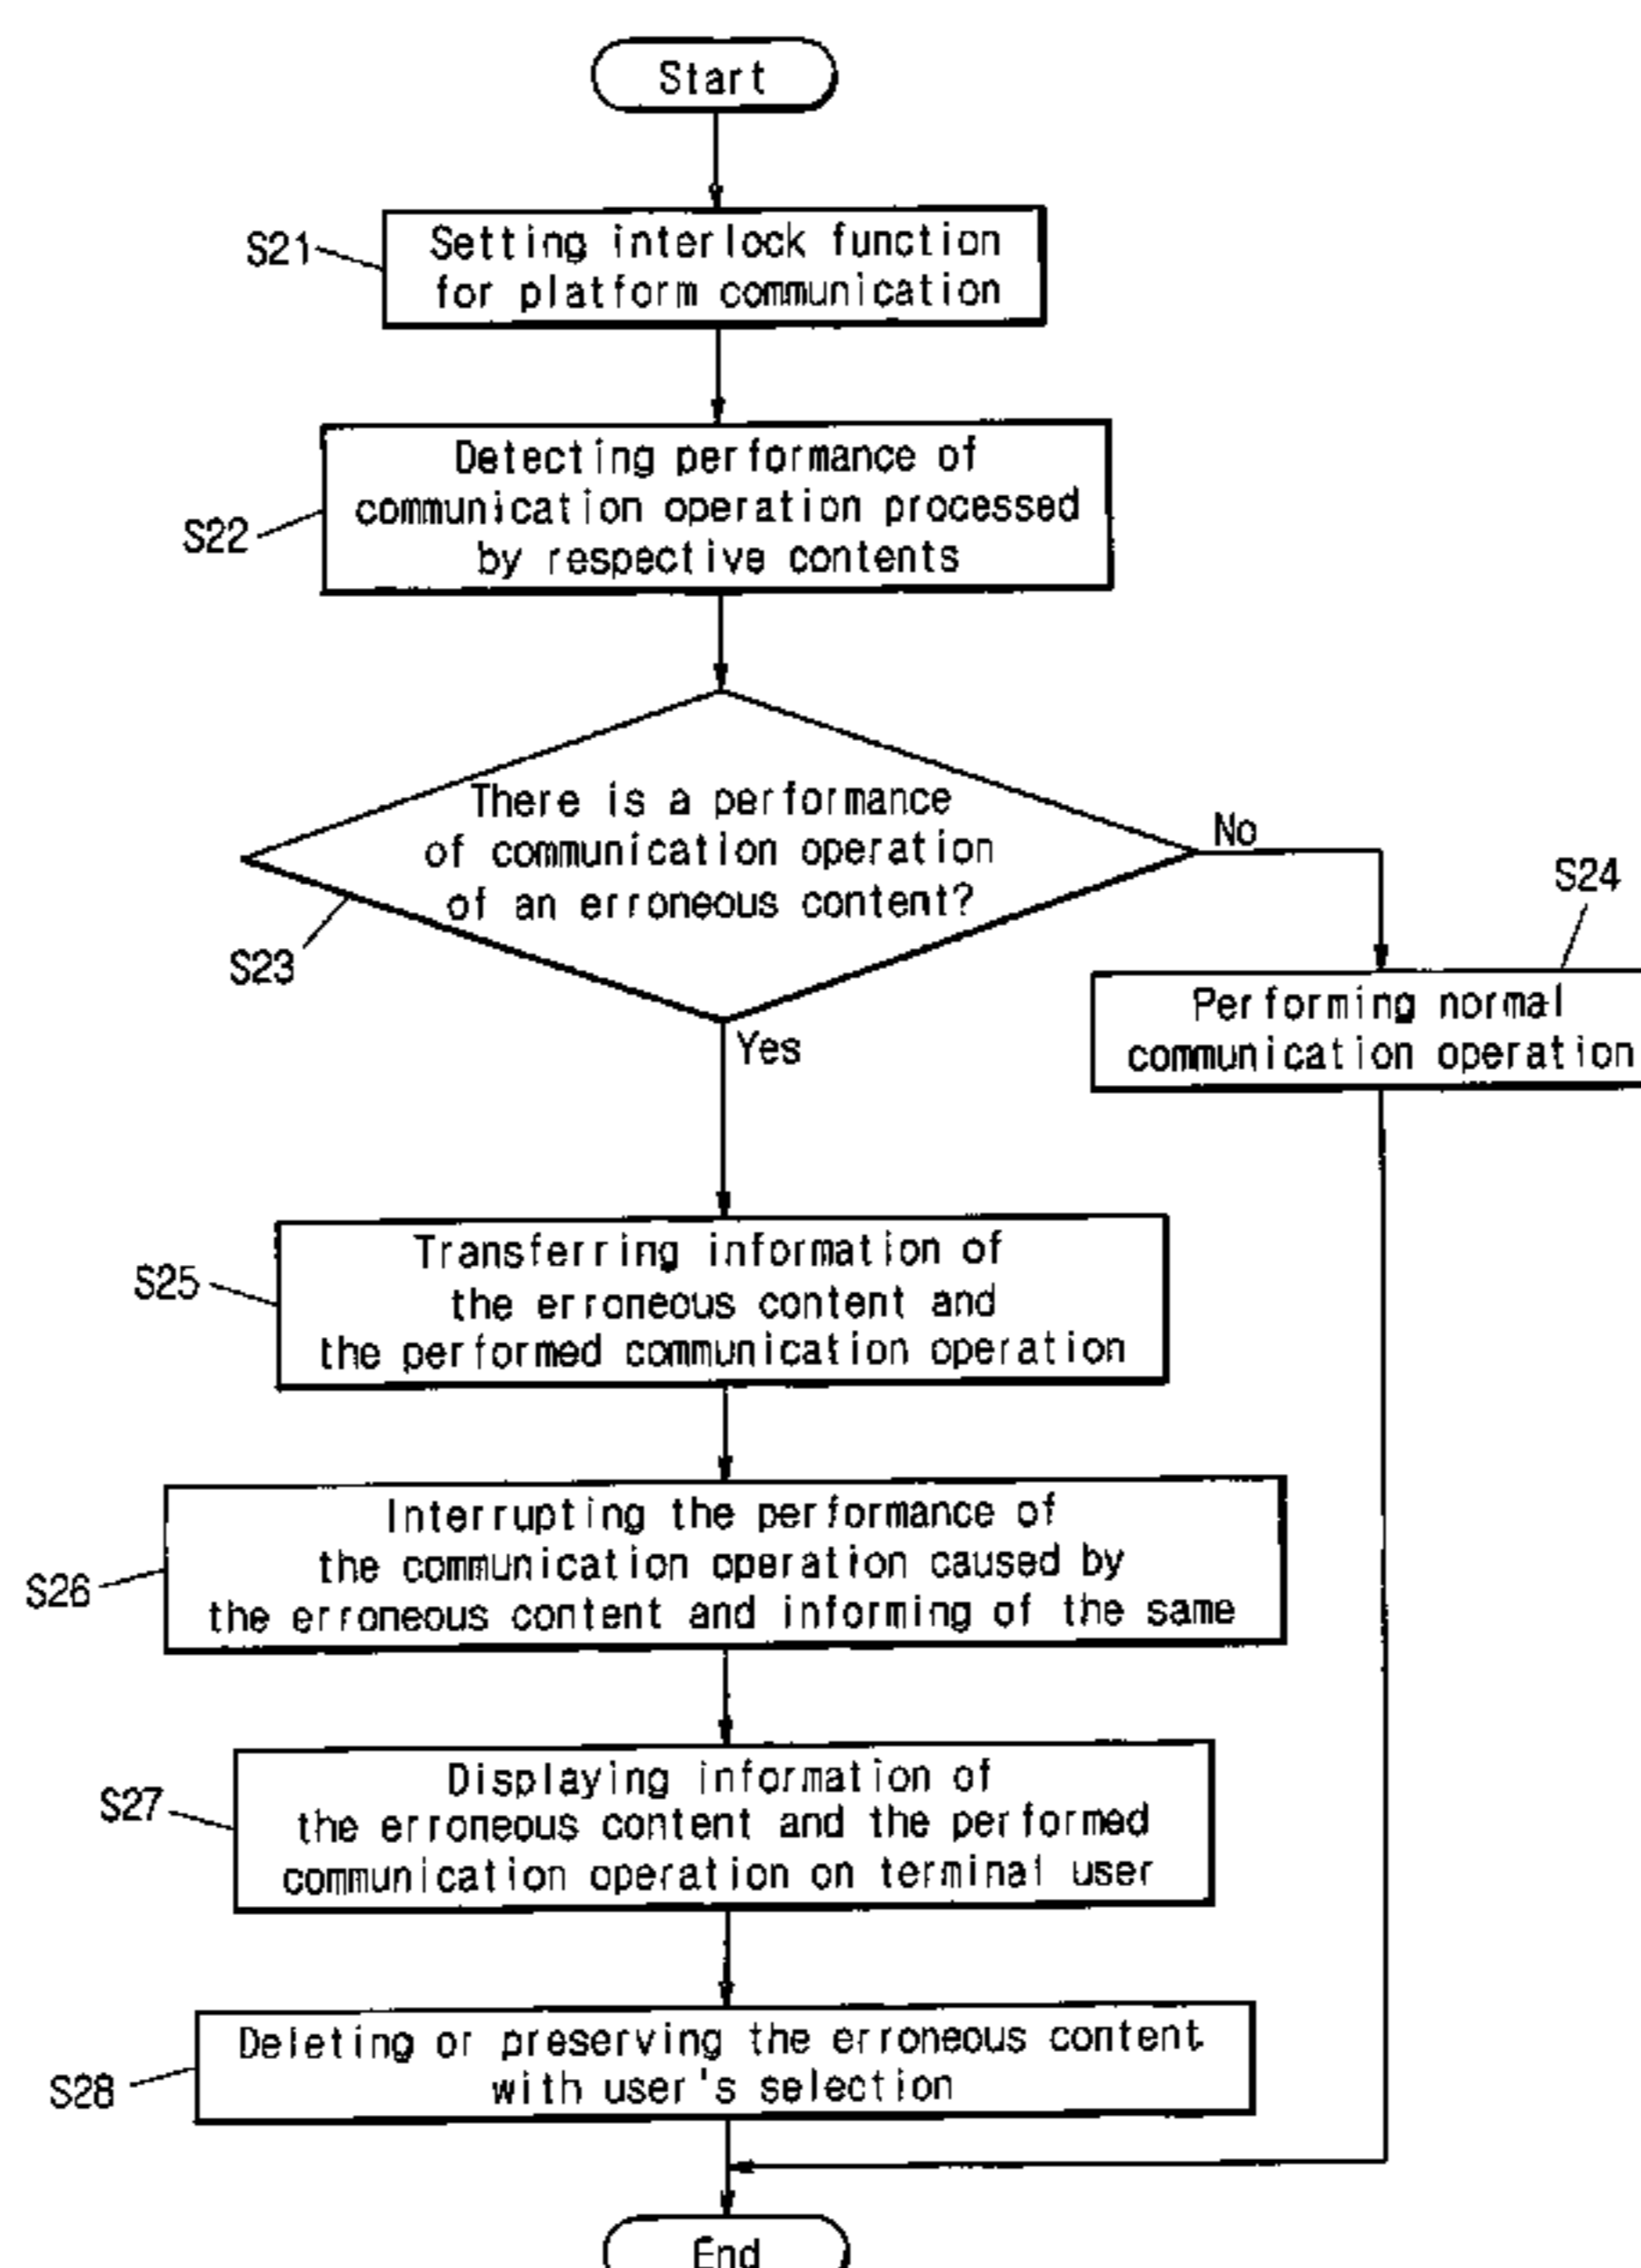 Start
S21
Setting interlock function
for platform communication
S22
Detecting performance of
communication operation processed
by respective contents
There is a performance
of communication operation
of an erroneous content?
S23
No
S24
Performing normal
communication operation
Yes
S25
Transferring information of
the erroneous content and
the performed communication operation
S26
Interrupting the performance of
the communication operation caused by
the erroneous content and informing of the same
S27
Displaying information of
the erroneous content and the performed
communication operation on terminal user
S28
Deleting or preserving the erroneous content
with user's selection
End